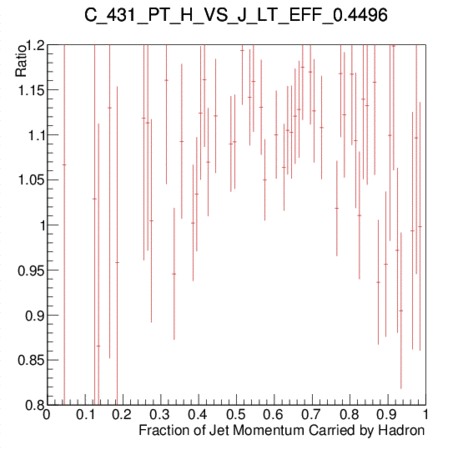 C_431_PT_H_VS_J_LT_EFF_0.4496
Ratio
1.2
1.15
1.1
1.05
1
0.95
0.9
0.85
0.8
0 0.1 0.2 0.3 0.4 0.5 0.6 0.7 0.8 0.9 1
Fraction of Jet Momentum Carried by Hadron